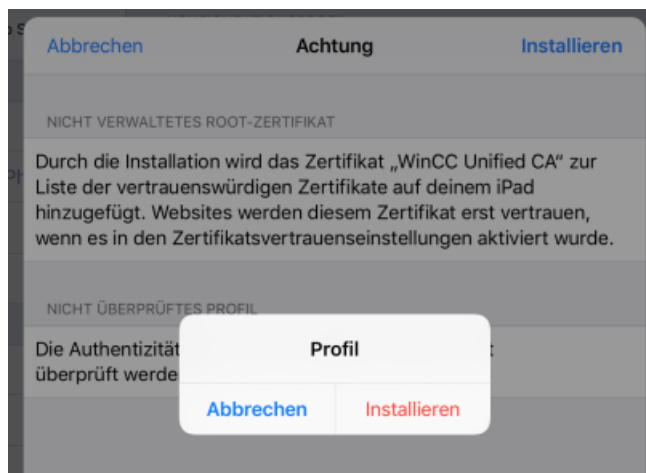 Abbrechen Achtung Installieren
NICHT VERWALTETES ROOT-ZERTIFIKAT
Durch die Installation wird das Zertifikat „WinCC Unified CA“ zur
Liste der vertrauenswürdigen Zertifikate auf deinem iPad
hinzugefügt. Websites werden diesem Zertifikat erst vertrauen,
wenn es in den Zertifikatsvertrauenseinstellungen aktiviert wurde.
NICHT ÜBERPRÜFTES PROFIL
Die Authentizität
überprüft werde
Profil
Abbrechen Installieren